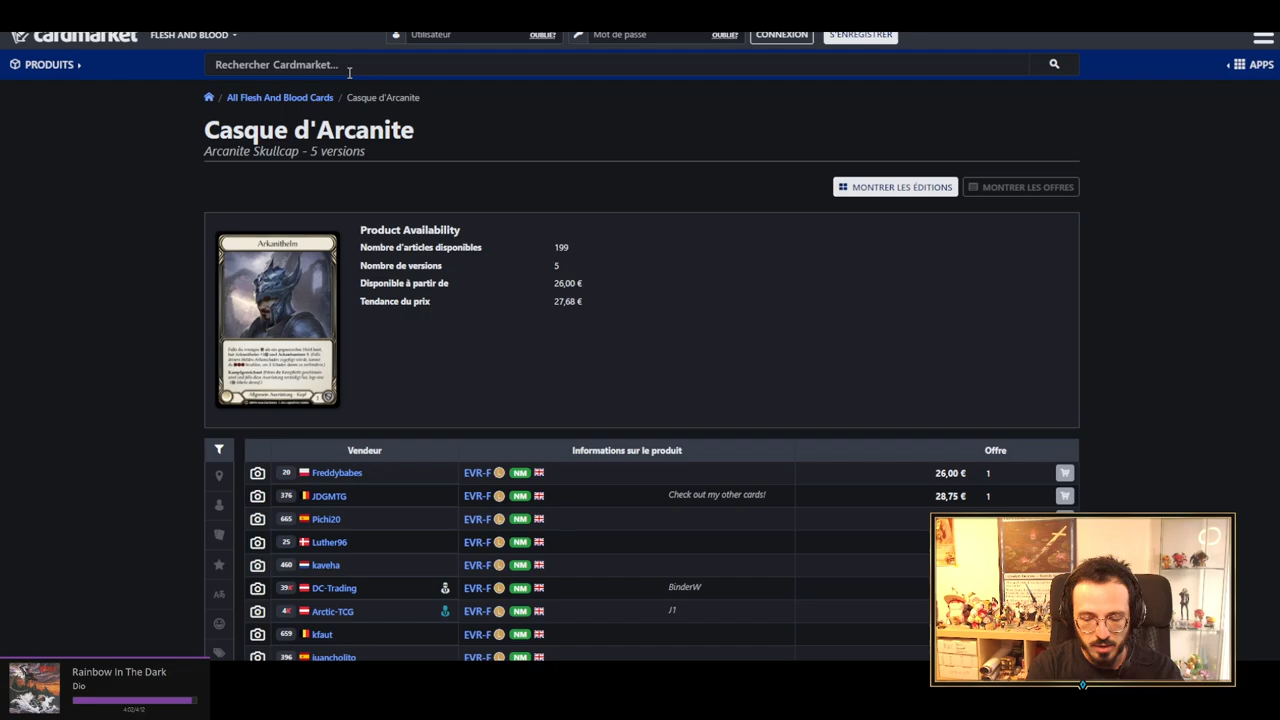 cardmarket
FLESH AND BLOOD
Utilisateur
OUBLIÉ?
Mot de passe
OUBLIÉ?
CONNEXION
S'ENREGISTRER
PRODUITS
Rechercher Cardmarket...
APPS
/ All Flesh And Blood Cards / Casque d'Arcanite
Casque d'Arcanite
Arcanite Skullcap - 5 versions
MONTRER LES ÉDITIONS
MONTRER LES OFFRES
Arkanithelm
Product Availability
Nombre d'articles disponibles 199
Nombre de versions 5
Disponible à partir de 26,00 €
Tendance du prix 27,68 €
Vendeur Informations sur le produit Offre
20 Freddybabes EVR-F L NM 26,00 € 1
376 JDGMTG EVR-F L NM Check out my other cards! 28,75 € 1
665 Pichi20 EVR-F L NM
25 Luther96 EVR-F L NM
460 kaveha EVR-F L NM
39K DC-Trading EVR-F L NM BinderW
4K Arctic-TCG EVR-F L NM J1
659 kfaut EVR-F L NM
396 juancholito EVR-F L NM
Rainbow In The Dark
Dio
4:02/4:12